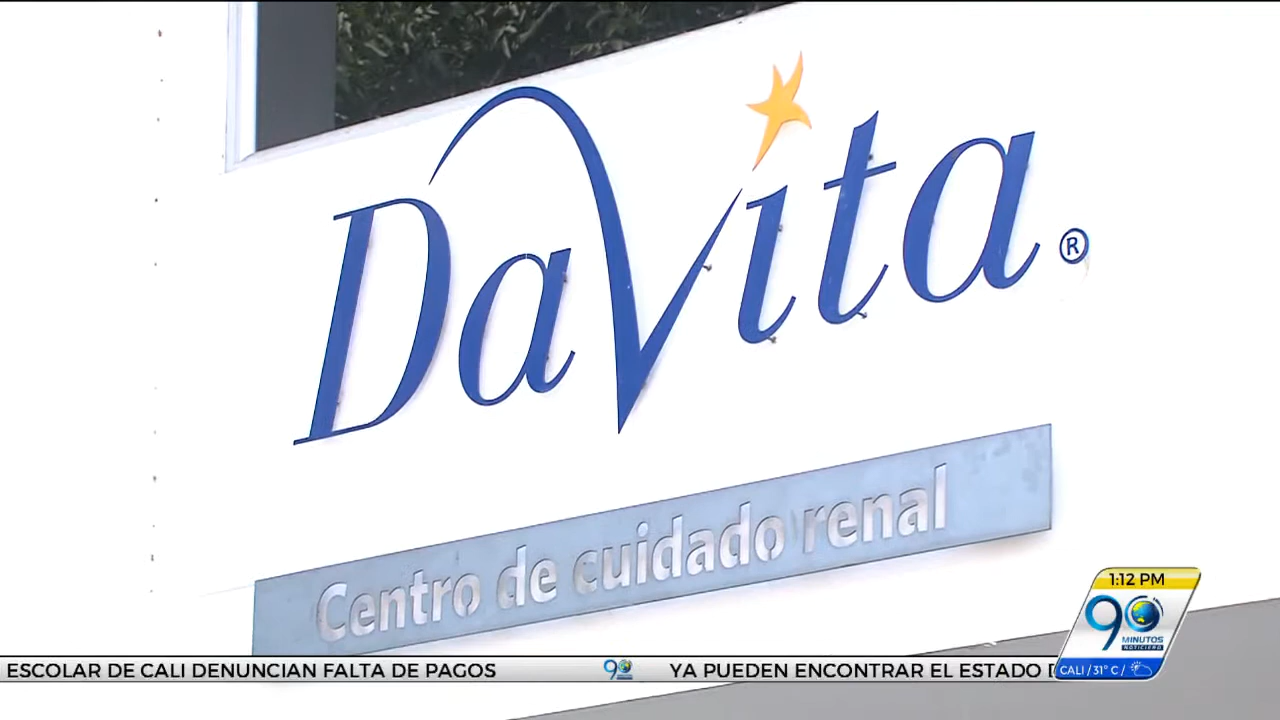 DaVita®
Centro de cuidado renal
1:12 PM
90
MINUTOS
NOTICIERO
CALI / 31° C /
ESCOLAR DE CALI DENUNCIAN FALTA DE PAGOS
90
YA PUEDEN ENCONTRAR EL ESTADO